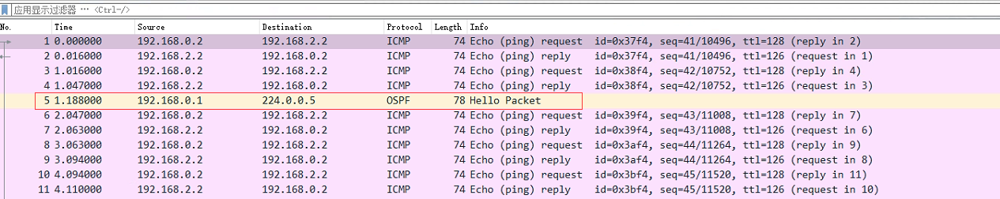 应用显示过滤器 … <Ctrl-/>
No. Time Source Destination Protocol Length Info
1 0.000000 192.168.0.2 192.168.2.2 ICMP 74 Echo (ping) request id=0x37f4, seq=41/10496, ttl=128 (reply in 2)
2 0.016000 192.168.2.2 192.168.0.2 ICMP 74 Echo (ping) reply id=0x37f4, seq=41/10496, ttl=126 (request in 1)
3 1.016000 192.168.0.2 192.168.2.2 ICMP 74 Echo (ping) request id=0x38f4, seq=42/10752, ttl=128 (reply in 4)
4 1.047000 192.168.2.2 192.168.0.2 ICMP 74 Echo (ping) reply id=0x38f4, seq=42/10752, ttl=126 (request in 3)
5 1.188000 192.168.0.1 224.0.0.5 OSPF 78 Hello Packet
6 2.047000 192.168.0.2 192.168.2.2 ICMP 74 Echo (ping) request id=0x39f4, seq=43/11008, ttl=128 (reply in 7)
7 2.063000 192.168.2.2 192.168.0.2 ICMP 74 Echo (ping) reply id=0x39f4, seq=43/11008, ttl=126 (request in 6)
8 3.063000 192.168.0.2 192.168.2.2 ICMP 74 Echo (ping) request id=0x3af4, seq=44/11264, ttl=128 (reply in 9)
9 3.094000 192.168.2.2 192.168.0.2 ICMP 74 Echo (ping) reply id=0x3af4, seq=44/11264, ttl=126 (request in 8)
10 4.094000 192.168.0.2 192.168.2.2 ICMP 74 Echo (ping) request id=0x3bf4, seq=45/11520, ttl=128 (reply in 11)
11 4.110000 192.168.2.2 192.168.0.2 ICMP 74 Echo (ping) reply id=0x3bf4, seq=45/11520, ttl=126 (request in 10)